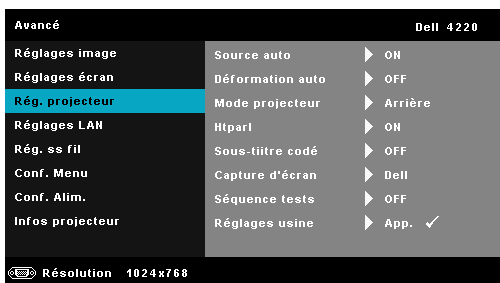 Avancé Dell 4220
Réglages image Source auto ON
Réglages écran Déformation auto OFF
Rég. projecteur Mode projecteur Arrière
Réglages LAN Htparl ON
Rég. ss fil Sous-tiitre codé OFF
Conf. Menu Capture d'écran Dell
Conf. Alim. Séquence tests OFF
Infos projecteur Réglages usine App. ✓
Résolution 1024x768